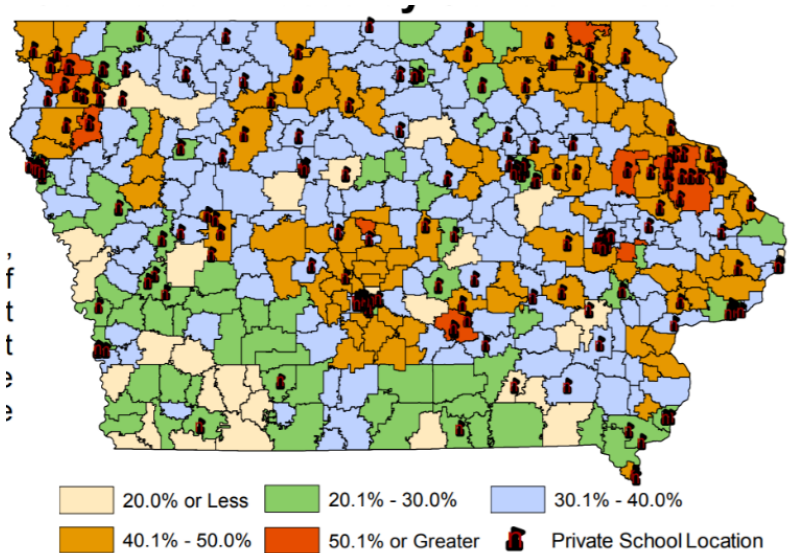 ,
f
t
t
e
e
20.0% or Less
20.1% - 30.0%
30.1% - 40.0%
40.1% - 50.0%
50.1% or Greater
Private School Location